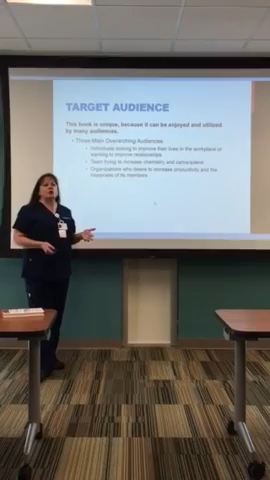 TARGET AUDIENCE
This book is unique, because it can be enjoyed and utilized
by many audiences.
• Three Main Overarching Audiences
• Individuals looking to improve their lives in the workplace or
wanting to improve relationships
• Team trying to increase chemistry and camaraderie
• Organizations who desire to increase productivity and the
happiness of its members